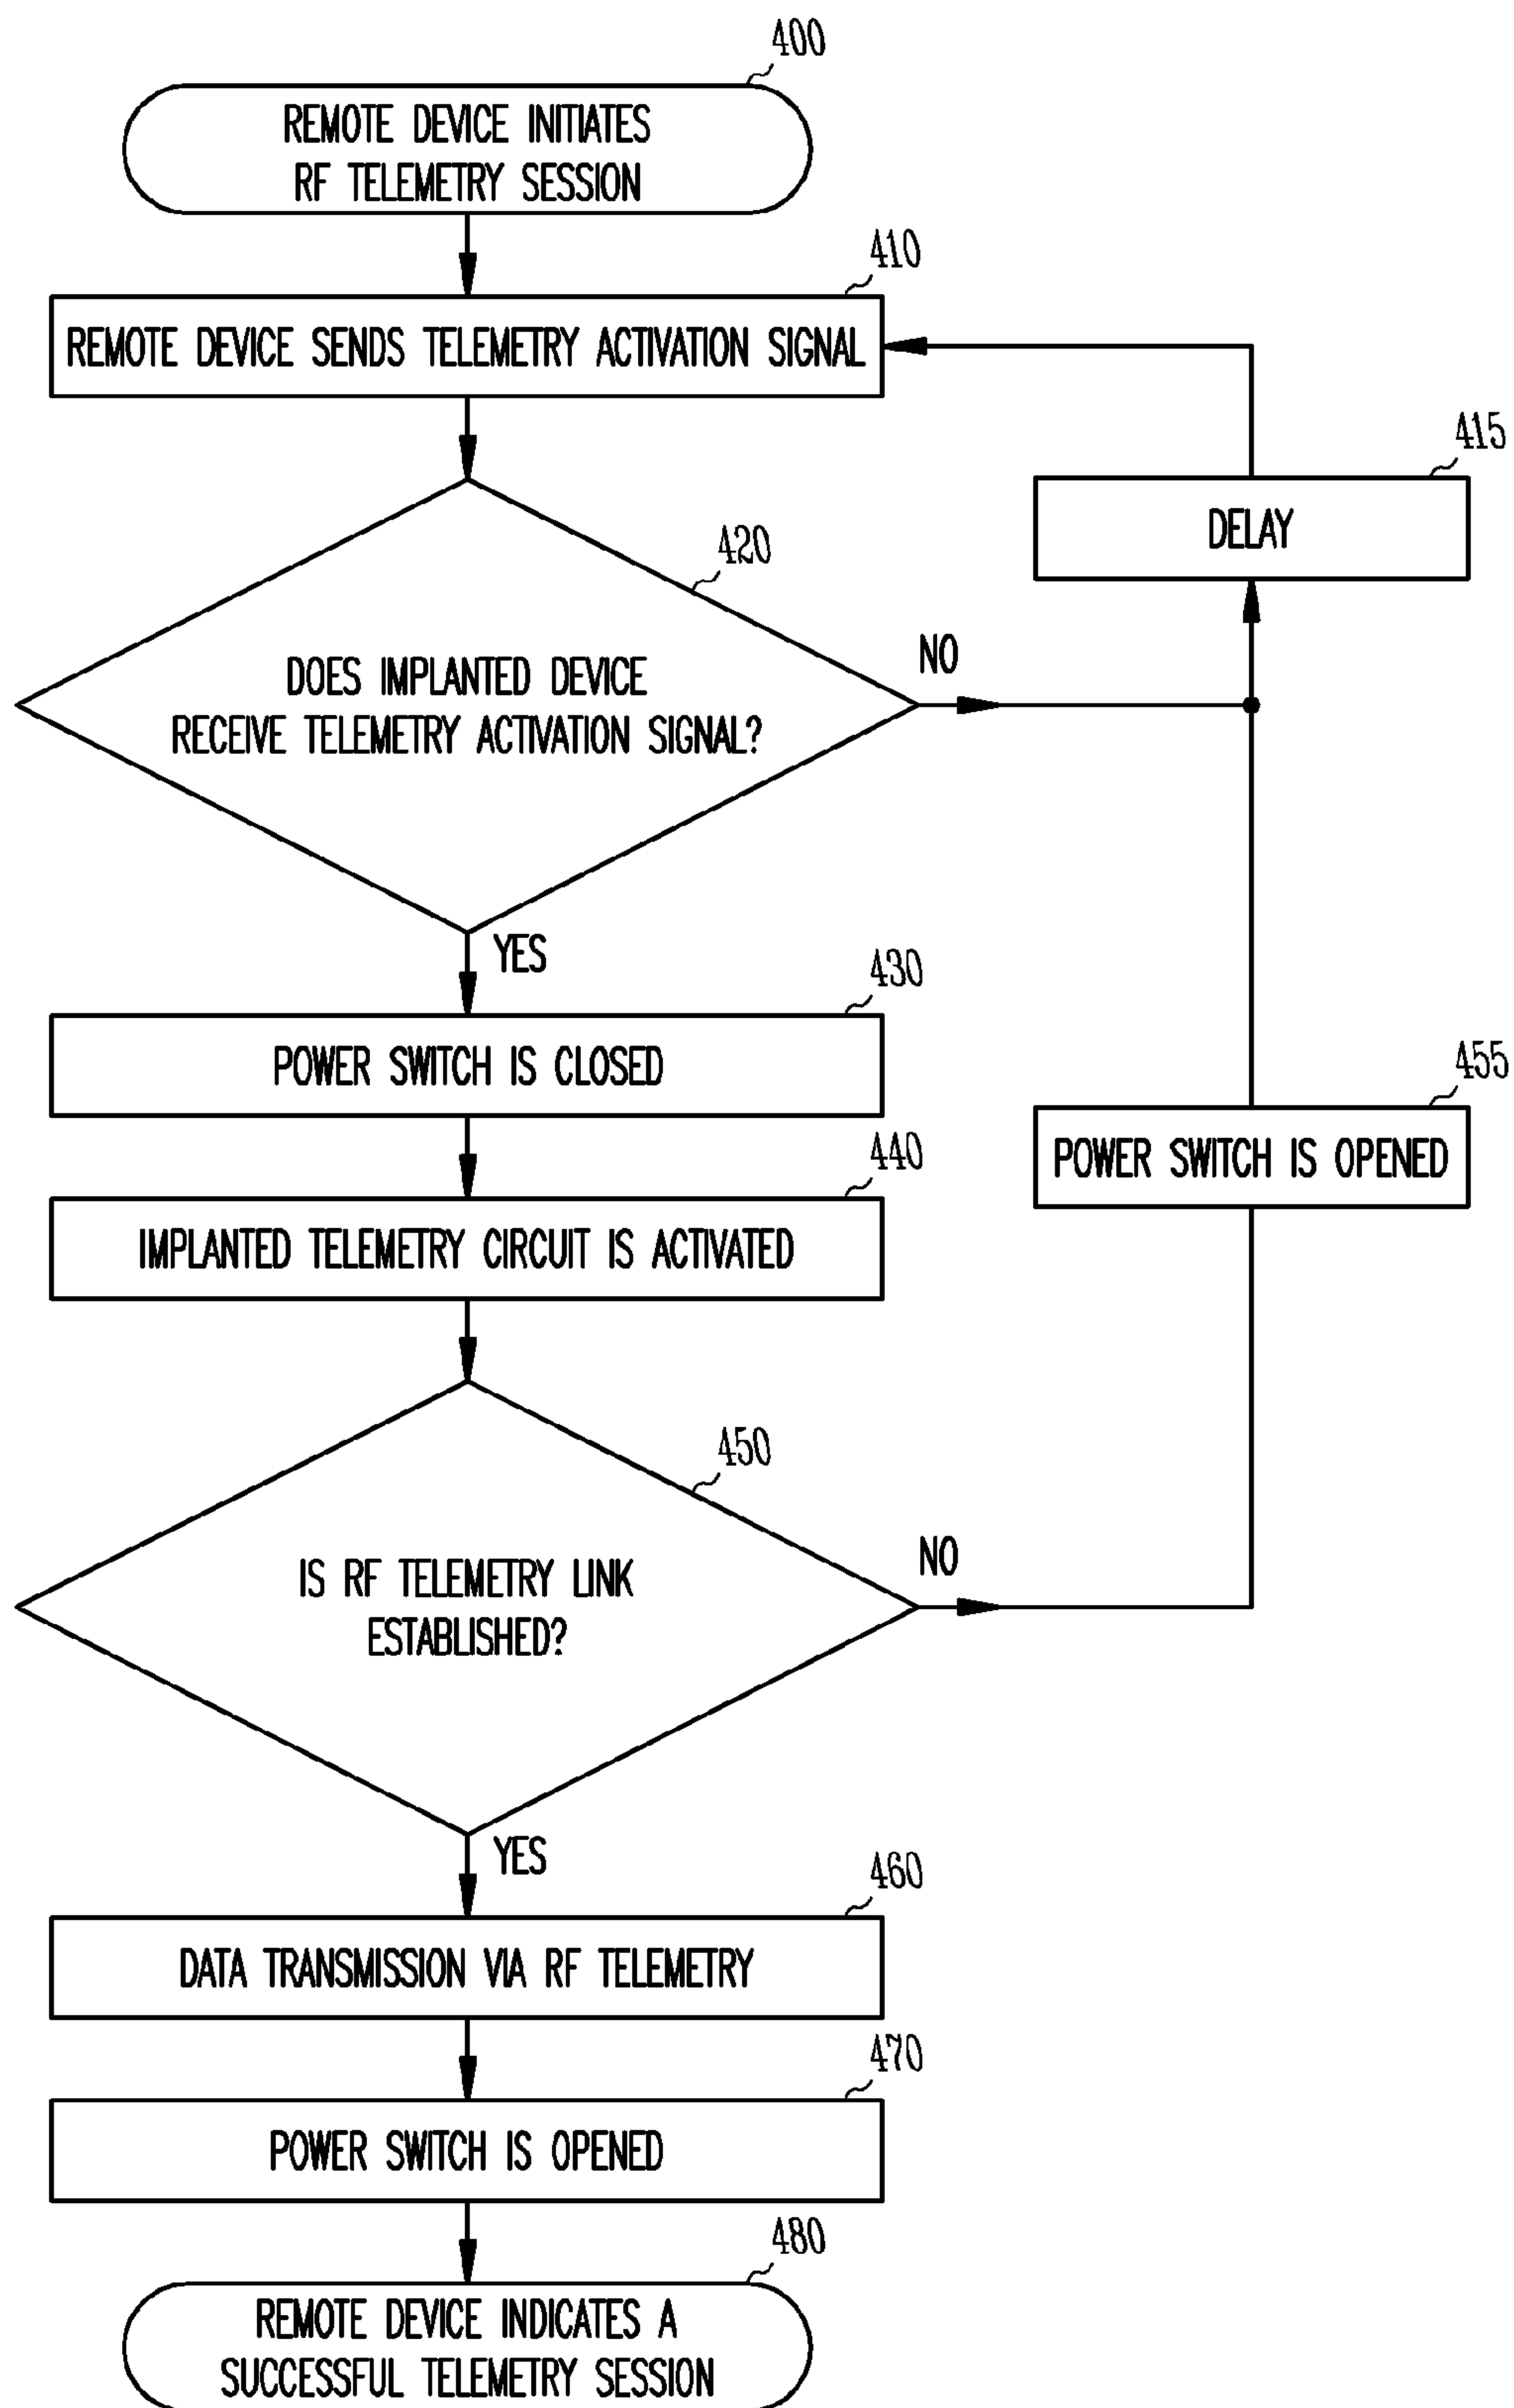 400
REMOTE DEVICE INITIATES
RF TELEMETRY SESSION
410
REMOTE DEVICE SENDS TELEMETRY ACTIVATION SIGNAL
415
DELAY
420
DOES IMPLANTED DEVICE
RECEIVE TELEMETRY ACTIVATION SIGNAL?
NO
YES
430
POWER SWITCH IS CLOSED
455
POWER SWITCH IS OPENED
440
IMPLANTED TELEMETRY CIRCUIT IS ACTIVATED
450
IS RF TELEMETRY LINK
ESTABLISHED?
NO
YES
460
DATA TRANSMISSION VIA RF TELEMETRY
470
POWER SWITCH IS OPENED
480
REMOTE DEVICE INDICATES A
SUCCESSFUL TELEMETRY SESSION